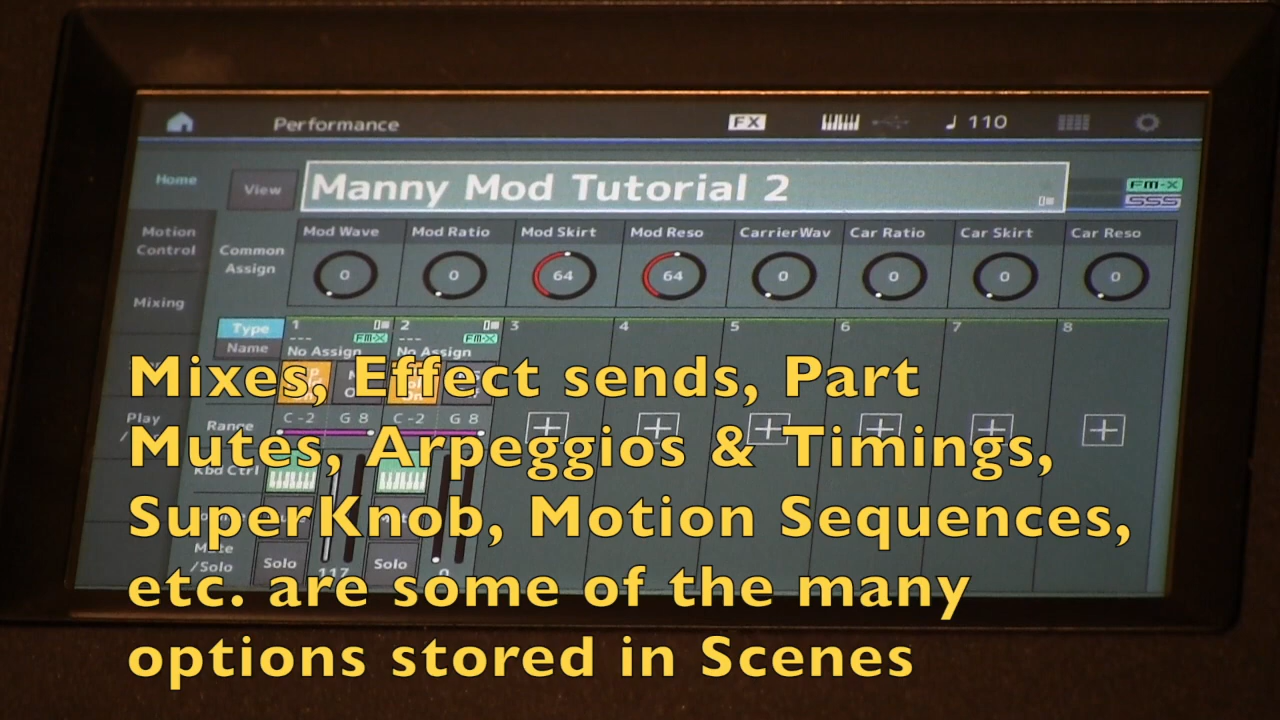 Performance
FX
110
Home
View
Manny Mod Tutorial 2
FM-X
SSS
Motion
Control
Common
Assign
Mod Wave
Mod Ratio
Mod Skirt
Mod Reso
CarrierWav
Car Ratio
Car Skirt
Car Reso
0
0
64
64
0
0
0
0
Mixing
Type
Name
1
2
3
4
5
6
7
8
---
FM-X
---
FM-X
No Assign
No Assign
Mixes, Effect sends, Part
Mutes, Arpeggios & Timings,
SuperKnob, Motion Sequences,
etc. are some of the many
options stored in Scenes
Play
Range
C -2
G 8
C -2
G 8
Kbd Ctrl
Mute
/Solo
Solo
117
Solo
0